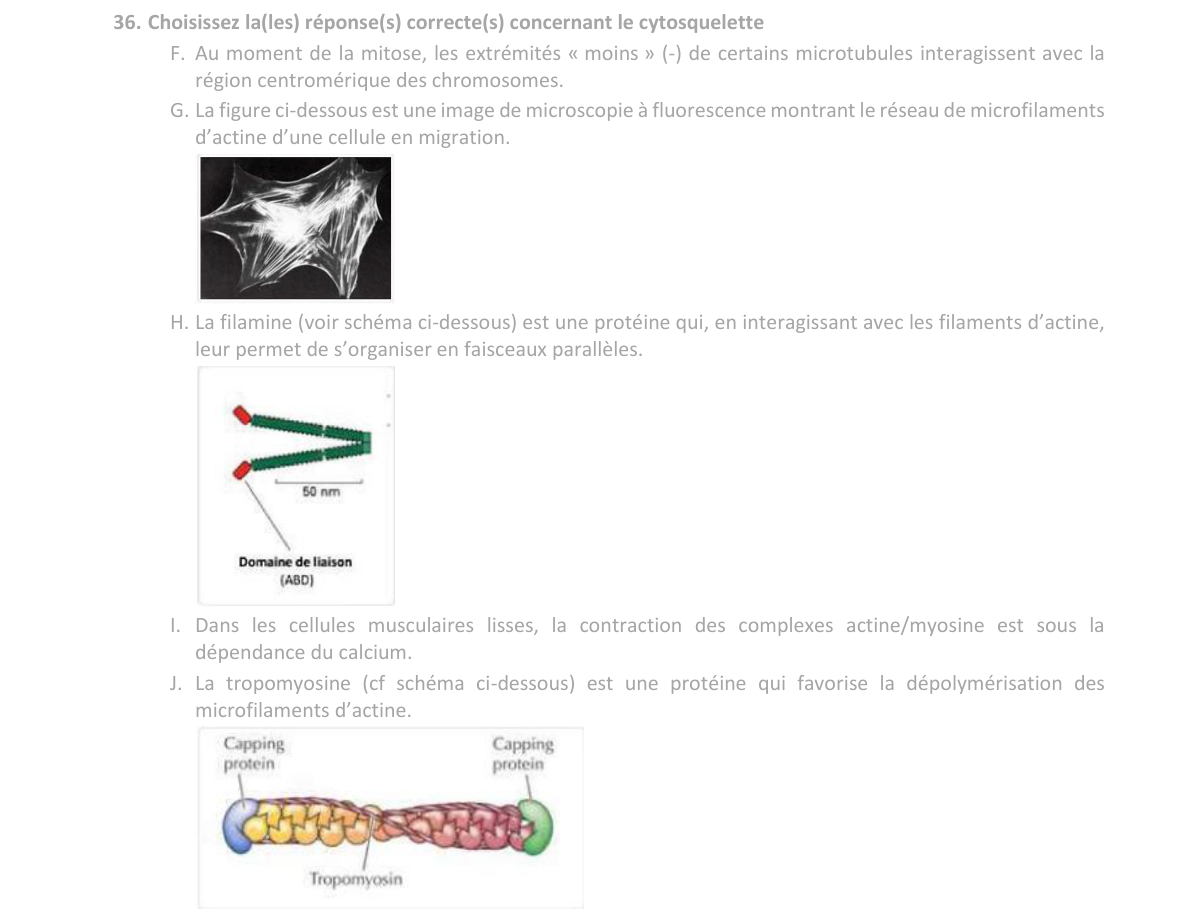 36. Choisissez la(les) réponse(s) correcte(s) concernant le cytosquelette
F. Au moment de la mitose, les extrémités « moins » (-) de certains microtubules interagissent avec la
région centromérique des chromosomes.
G. La figure ci-dessous est une image de microscopie à fluorescence montrant le réseau de microfilaments
d’actine d’une cellule en migration.
H. La filamine (voir schéma ci-dessous) est une protéine qui, en interagissant avec les filaments d’actine,
leur permet de s’organiser en faisceaux parallèles.
50 nm
Domaine de liaison
(ABD)
I. Dans les cellules musculaires lisses, la contraction des complexes actine/myosine est sous la
dépendance du calcium.
J. La tropomyosine (cf schéma ci-dessous) est une protéine qui favorise la dépolymérisation des
microfilaments d’actine.
Capping
protein
Capping
protein
Tropomyosin